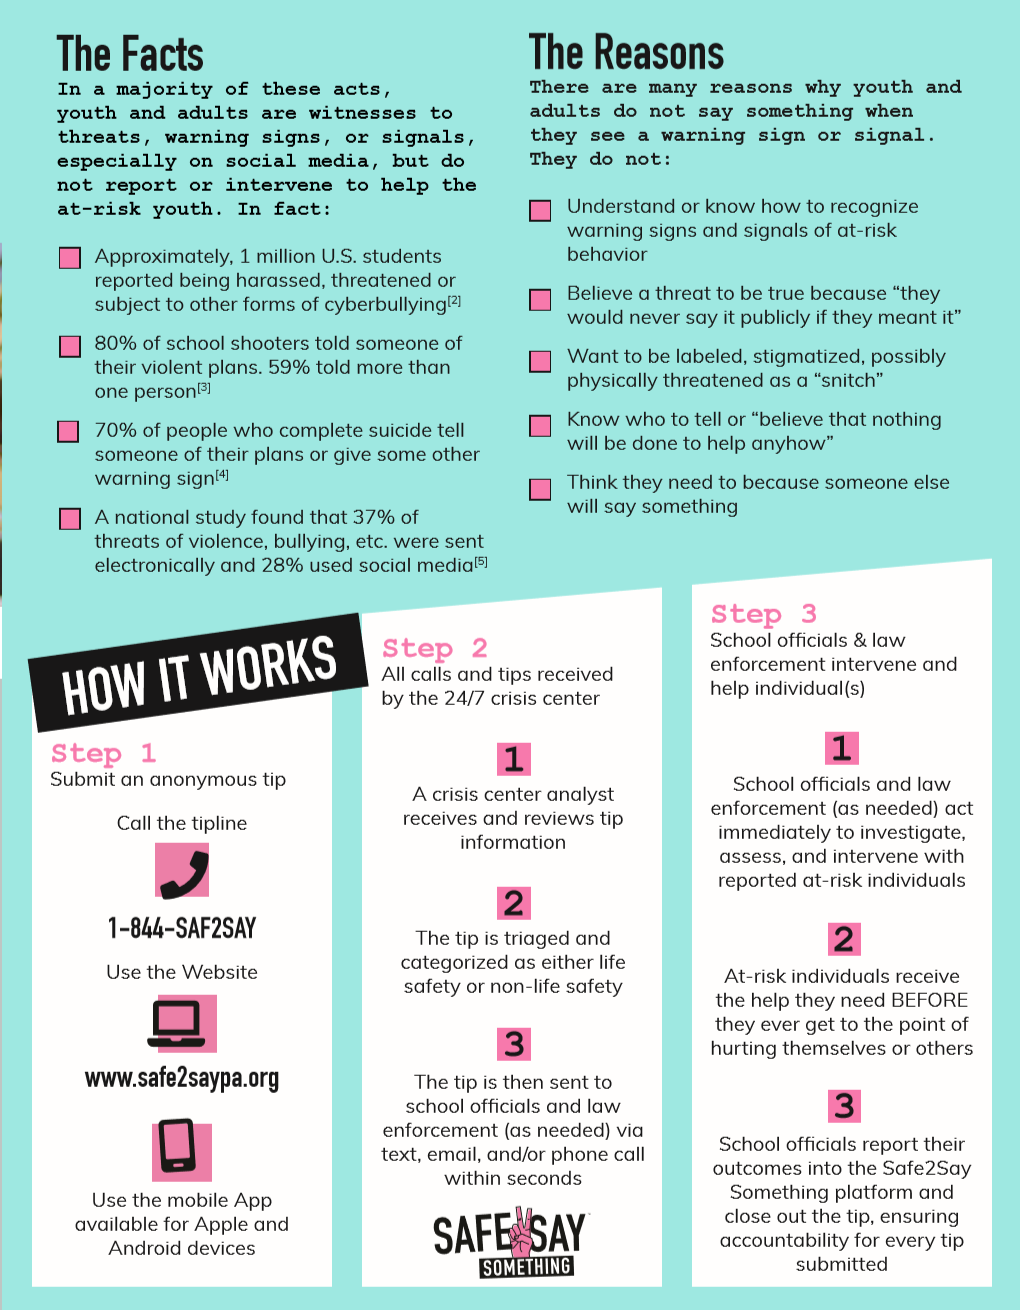 The Facts
In a majority of these acts,
youth and adults are witnesses to
threats, warning signs, or signals,
especially on social media, but do
not report or intervene to help the
at-risk youth. In fact:
Approximately, 1 million U.S. students
reported being harassed, threatened or
subject to other forms of cyberbullying[2]
80% of school shooters told someone of
their violent plans. 59% told more than
one person[3]
70% of people who complete suicide tell
someone of their plans or give some other
warning sign[4]
A national study found that 37% of
threats of violence, bullying, etc. were sent
electronically and 28% used social media[5]
The Reasons
There are many reasons why youth and
adults do not say something when
they see a warning sign or signal.
They do not:
Understand or know how to recognize
warning signs and signals of at-risk
behavior
Believe a threat to be true because “they
would never say it publicly if they meant it”
Want to be labeled, stigmatized, possibly
physically threatened as a “snitch”
Know who to tell or “believe that nothing
will be done to help anyhow”
Think they need to because someone else
will say something
HOW IT WORKS
Step 1
Submit an anonymous tip
Call the tipline
1-844-SAF2SAY
Use the Website
www.safe2saypa.org
Use the mobile App
available for Apple and
Android devices
Step 2
All calls and tips received
by the 24/7 crisis center
1
A crisis center analyst
receives and reviews tip
information
2
The tip is triaged and
categorized as either life
safety or non-life safety
3
The tip is then sent to
school officials and law
enforcement (as needed) via
text, email, and/or phone call
within seconds
SAFE SAY
SOMETHING
Step 3
School officials & law
enforcement intervene and
help individual(s)
1
School officials and law
enforcement (as needed) act
immediately to investigate,
assess, and intervene with
reported at-risk individuals
2
At-risk individuals receive
the help they need BEFORE
they ever get to the point of
hurting themselves or others
3
School officials report their
outcomes into the Safe2Say
Something platform and
close out the tip, ensuring
accountability for every tip
submitted